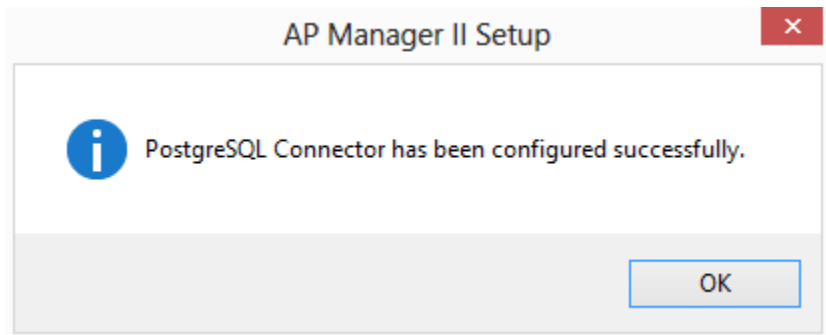 AP Manager II Setup
PostgreSQL Connector has been configured successfully.
OK